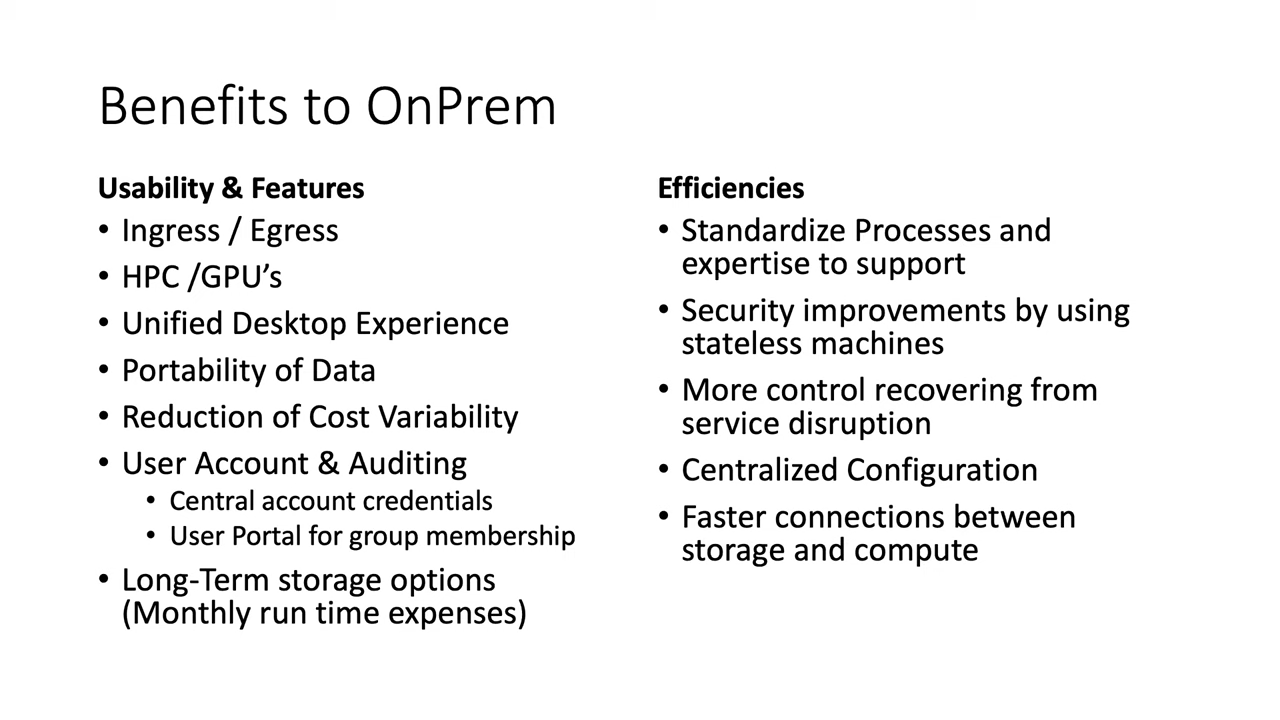 Benefits to OnPrem
Usability & Features
• Ingress / Egress
• HPC /GPU’s
• Unified Desktop Experience
• Portability of Data
• Reduction of Cost Variability
• User Account & Auditing
• Central account credentials
• User Portal for group membership
• Long-Term storage options
(Monthly run time expenses)
Efficiencies
• Standardize Processes and
expertise to support
• Security improvements by using
stateless machines
• More control recovering from
service disruption
• Centralized Configuration
• Faster connections between
storage and compute